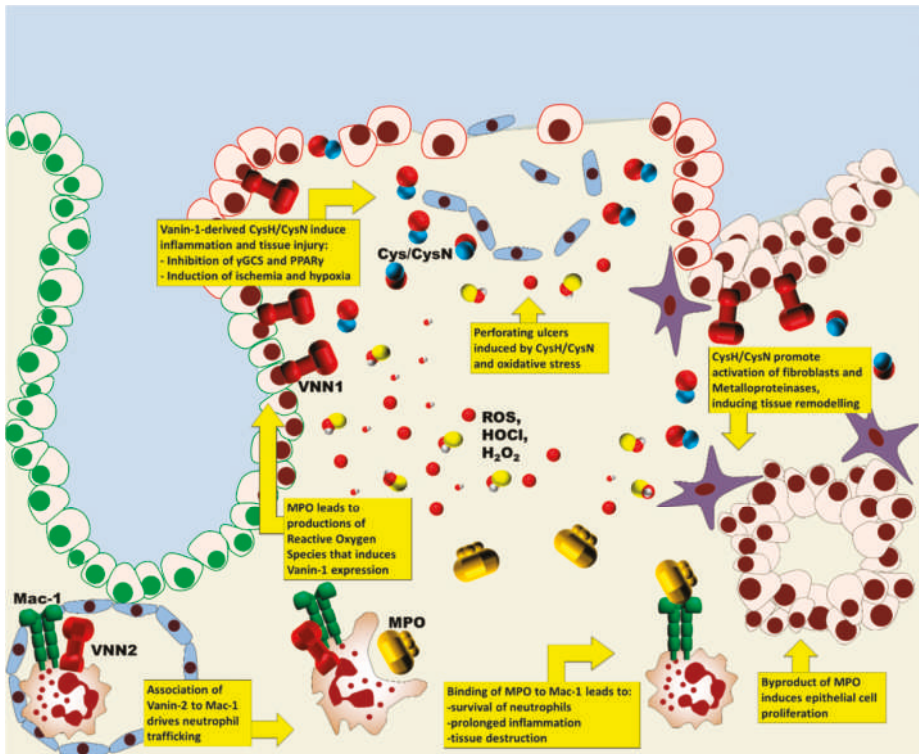 Vanin-1-derived CysH/CysN induce
inflammation and tissue injury:
- Inhibition of γGCS and PPARγ
- Induction of ischemia and hypoxia
Cys/CysN
Perforating ulcers
induced by CysH/CysN
and oxidative stress
CysH/CysN promote
activation of fibroblasts and
Metalloproteinases,
inducing tissue remodelling
VNN1
ROS,
HOCl,
H₂O₂
MPO leads to
productions of
Reactive Oxygen
Species that induces
Vanin-1 expression
Mac-1
VNN2
MPO
Association of
Vanin-2 to Mac-1
drives neutrophil
trafficking
Binding of MPO to Mac-1 leads to:
-survival of neutrophils
-prolonged inflammation
-tissue destruction
Byproduct of MPO
induces epithelial cell
proliferation